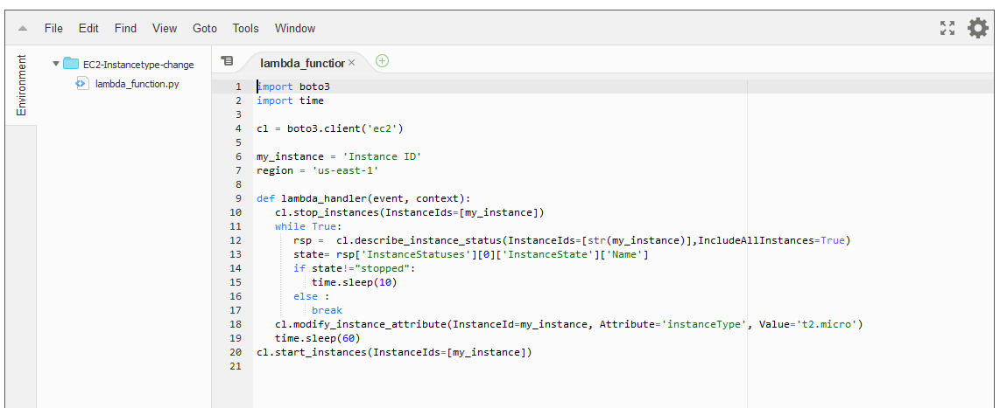 File Edit Find View Goto Tools Window
Environment
EC2-Instancetype-change
lambda_function.py
lambda_function
1 import boto3
2 import time
3
4 cl = boto3.client('ec2')
5
6 my_instance = 'Instance ID'
7 region = 'us-east-1'
8
9 def lambda_handler(event, context):
10 cl.stop_instances(InstanceIds=[my_instance])
11 while True:
12 rsp = cl.describe_instance_status(InstanceIds=[str(my_instance)],IncludeAllInstances=True)
13 state= rsp['InstanceStatuses'][0]['InstanceState']['Name']
14 if state!="stopped":
15 time.sleep(10)
16 else :
17 break
18 cl.modify_instance_attribute(InstanceId=my_instance, Attribute='instanceType', Value='t2.micro')
19 time.sleep(60)
20 cl.start_instances(InstanceIds=[my_instance])
21